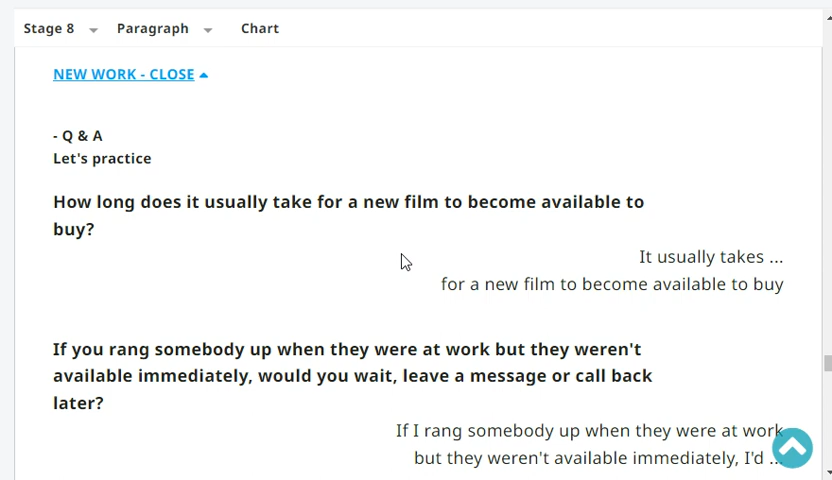 Stage 8 Paragraph Chart
NEW WORK - CLOSE
- Q & A
Let's practice
How long does it usually take for a new film to become available to
buy?
It usually takes ...
for a new film to become available to buy
If you rang somebody up when they were at work but they weren't
available immediately, would you wait, leave a message or call back
later?
If I rang somebody up when they were at work
but they weren't available immediately, I'd ...